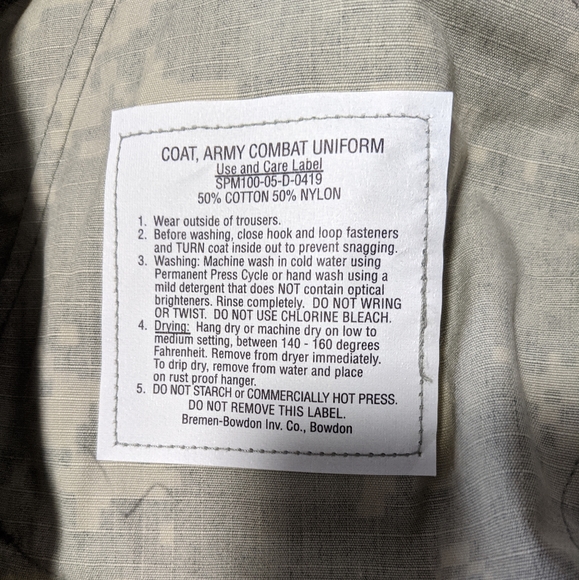 COAT, ARMY COMBAT UNIFORM
Use and Care Label
SPM100-05-D-0419
50% COTTON 50% NYLON
1. Wear outside of trousers.
2. Before washing, close hook and loop fasteners
and TURN coat inside out to prevent snagging.
3. Washing: Machine wash in cold water using
Permanent Press Cycle or hand wash using a
mild detergent that does NOT contain optical
brighteners. Rinse completely. DO NOT WRING
OR TWIST. DO NOT USE CHLORINE BLEACH.
4. Drying: Hang dry or machine dry on low to
medium setting, between 140 - 160 degrees
Fahrenheit. Remove from dryer immediately.
To drip dry, remove from water and place
on rust proof hanger.
5. DO NOT STARCH or COMMERCIALLY HOT PRESS.
DO NOT REMOVE THIS LABEL.
Bremen-Bowdon Inv. Co., Bowdon